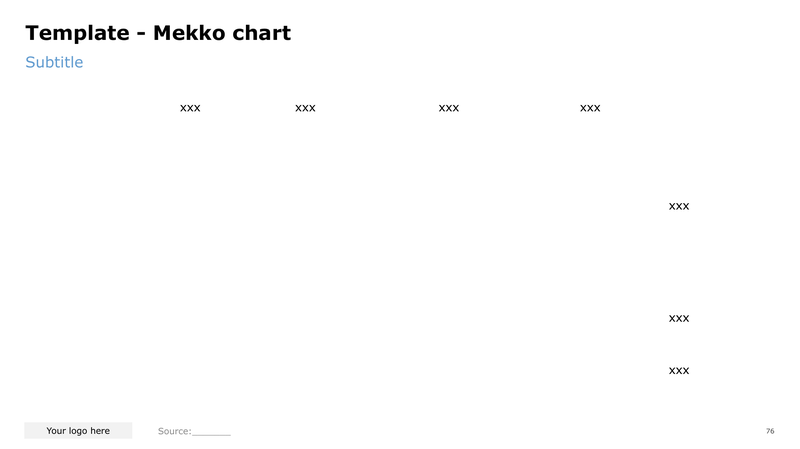 Template - Mekko chart
Subtitle
xxx xxx xxx xxx
xxx
xxx
xxx
Your logo here
Source:_______
76